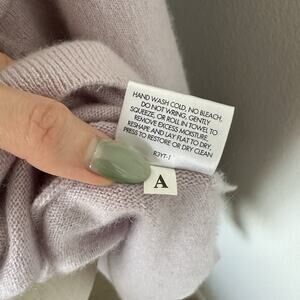 HAND WASH COLD, NO BLEACH,
DO NOT WRING, GENTLY
SQUEEZE, OR ROLL IN TOWEL TO
REMOVE EXCESS MOISTURE,
RESHAPE AND LAY FLAT TO DRY,
PRESS TO RESTORE OR DRY CLEAN
R3YT-1
A